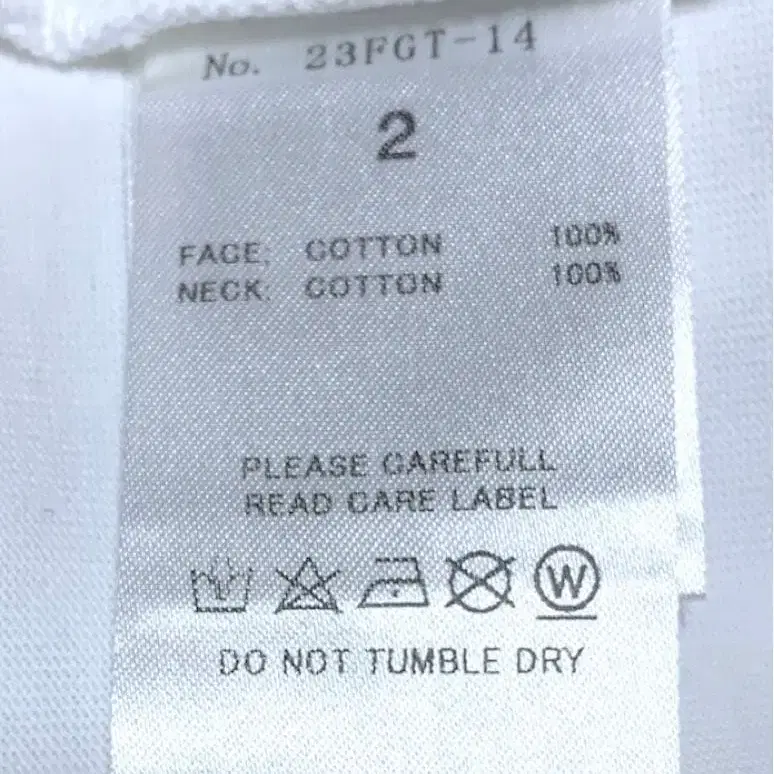 No. 23FGT-14
2
FACE: COTTON 100%
NECK: COTTON 100%
PLEASE CAREFULL
READ CARE LABEL
W
DO NOT TUMBLE DRY